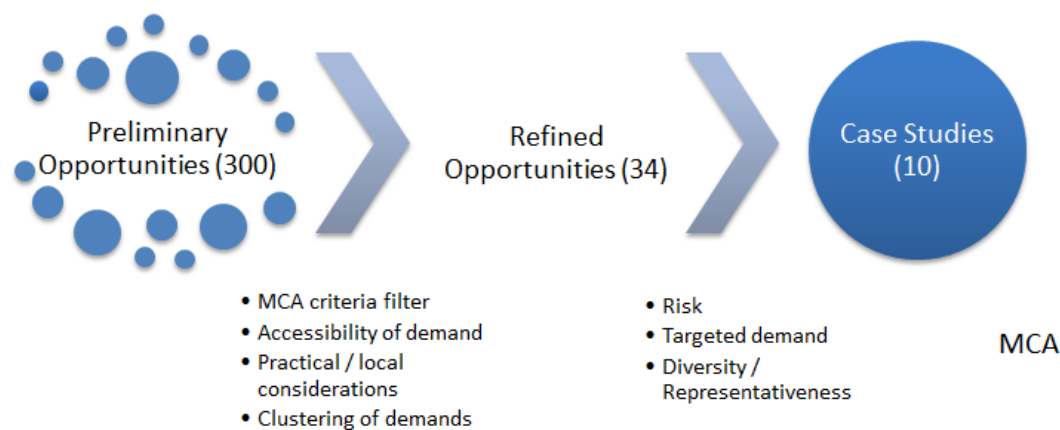 Preliminary
Opportunities (300)
Refined
Opportunities (34)
Case Studies
(10)
• MCA criteria filter
• Accessibility of demand
• Practical / local
considerations
• Clustering of demands
• Risk
• Targeted demand
• Diversity /
Representativeness
MCA